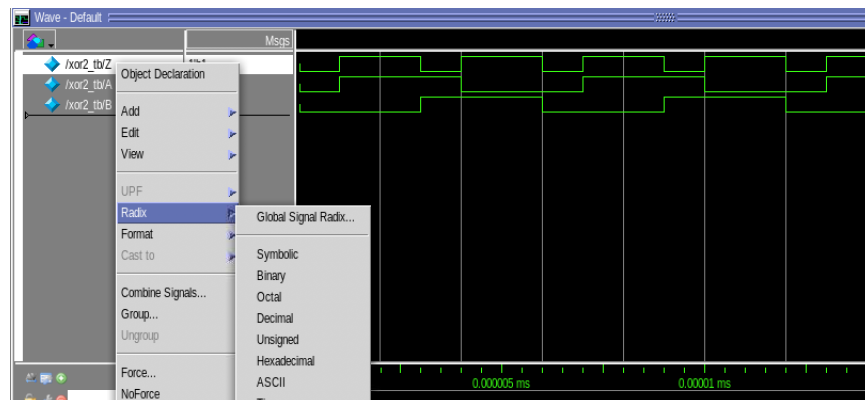 Wave - Default
Msgs
/xor2_tb/Z
/xor2_tb/A
/xor2_tb/B
Object Declaration
Add
Edit
View
UPF
Radix
Format
Cast to
Combine Signals...
Group...
Ungroup
Force...
NoForce
Global Signal Radix...
Symbolic
Binary
Octal
Decimal
Unsigned
Hexadecimal
ASCII
0.000005 ms
0.00001 ms